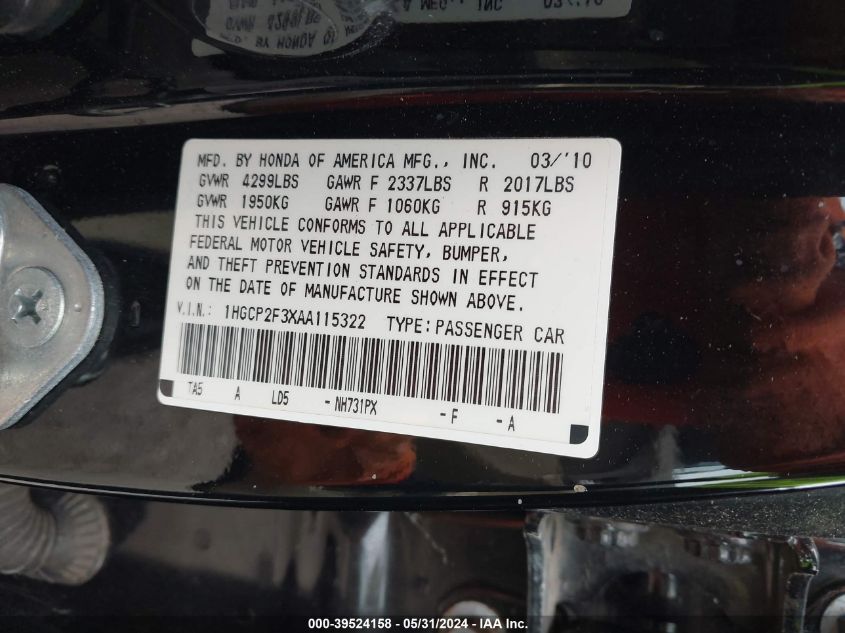 MFD. BY HONDA OF AMERICA MFG., INC. 03/'10
GVWR 4299LBS GAWR F 2337LBS R 2017LBS
GVWR 1950KG GAWR F 1060KG R 915KG
THIS VEHICLE CONFORMS TO ALL APPLICABLE
FEDERAL MOTOR VEHICLE SAFETY, BUMPER,
AND THEFT PREVENTION STANDARDS IN EFFECT
ON THE DATE OF MANUFACTURE SHOWN ABOVE.
V.I.N.: 1HGCP2F3XAA115322 TYPE: PASSENGER CAR
TA5 A LD5 -NH731PX -F -A
000-39524158 - 05/31/2024 - IAA Inc.